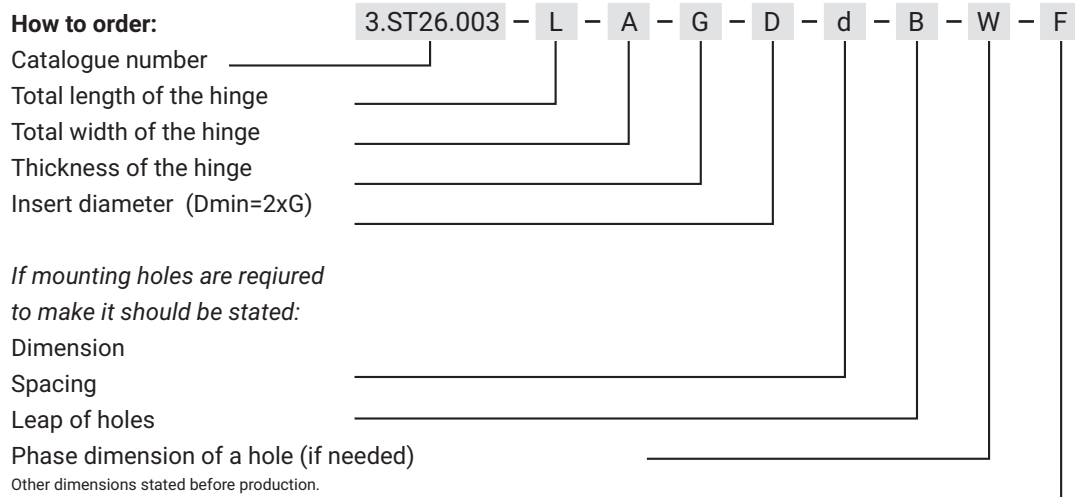 How to order: 3.ST26.003 – L – A – G – D – d – B – W – F
Catalogue number
Total length of the hinge
Total width of the hinge
Thickness of the hinge
Insert diameter (Dmin=2xG)
If mounting holes are reqiured
to make it should be stated:
Dimension
Spacing
Leap of holes
Phase dimension of a hole (if needed)
Other dimensions stated before production.